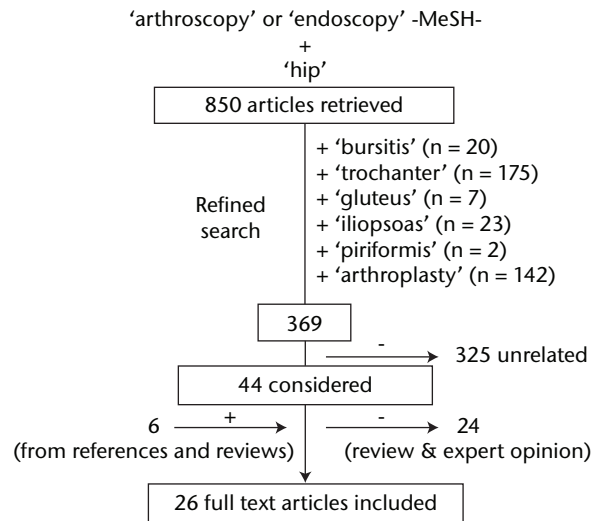 ‘arthroscopy’ or ‘endoscopy’ -MeSH-
+
‘hip’
850 articles retrieved
+ ‘bursitis’ (n = 20)
+ ‘trochanter’ (n = 175)
+ ‘gluteus’ (n = 7)
+ ‘iliopsoas’ (n = 23)
+ ‘piriformis’ (n = 2)
+ ‘arthroplasty’ (n = 142)
Refined
search
369
-
325 unrelated
44 considered
6 + - 24
(from references and reviews) (review & expert opinion)
26 full text articles included